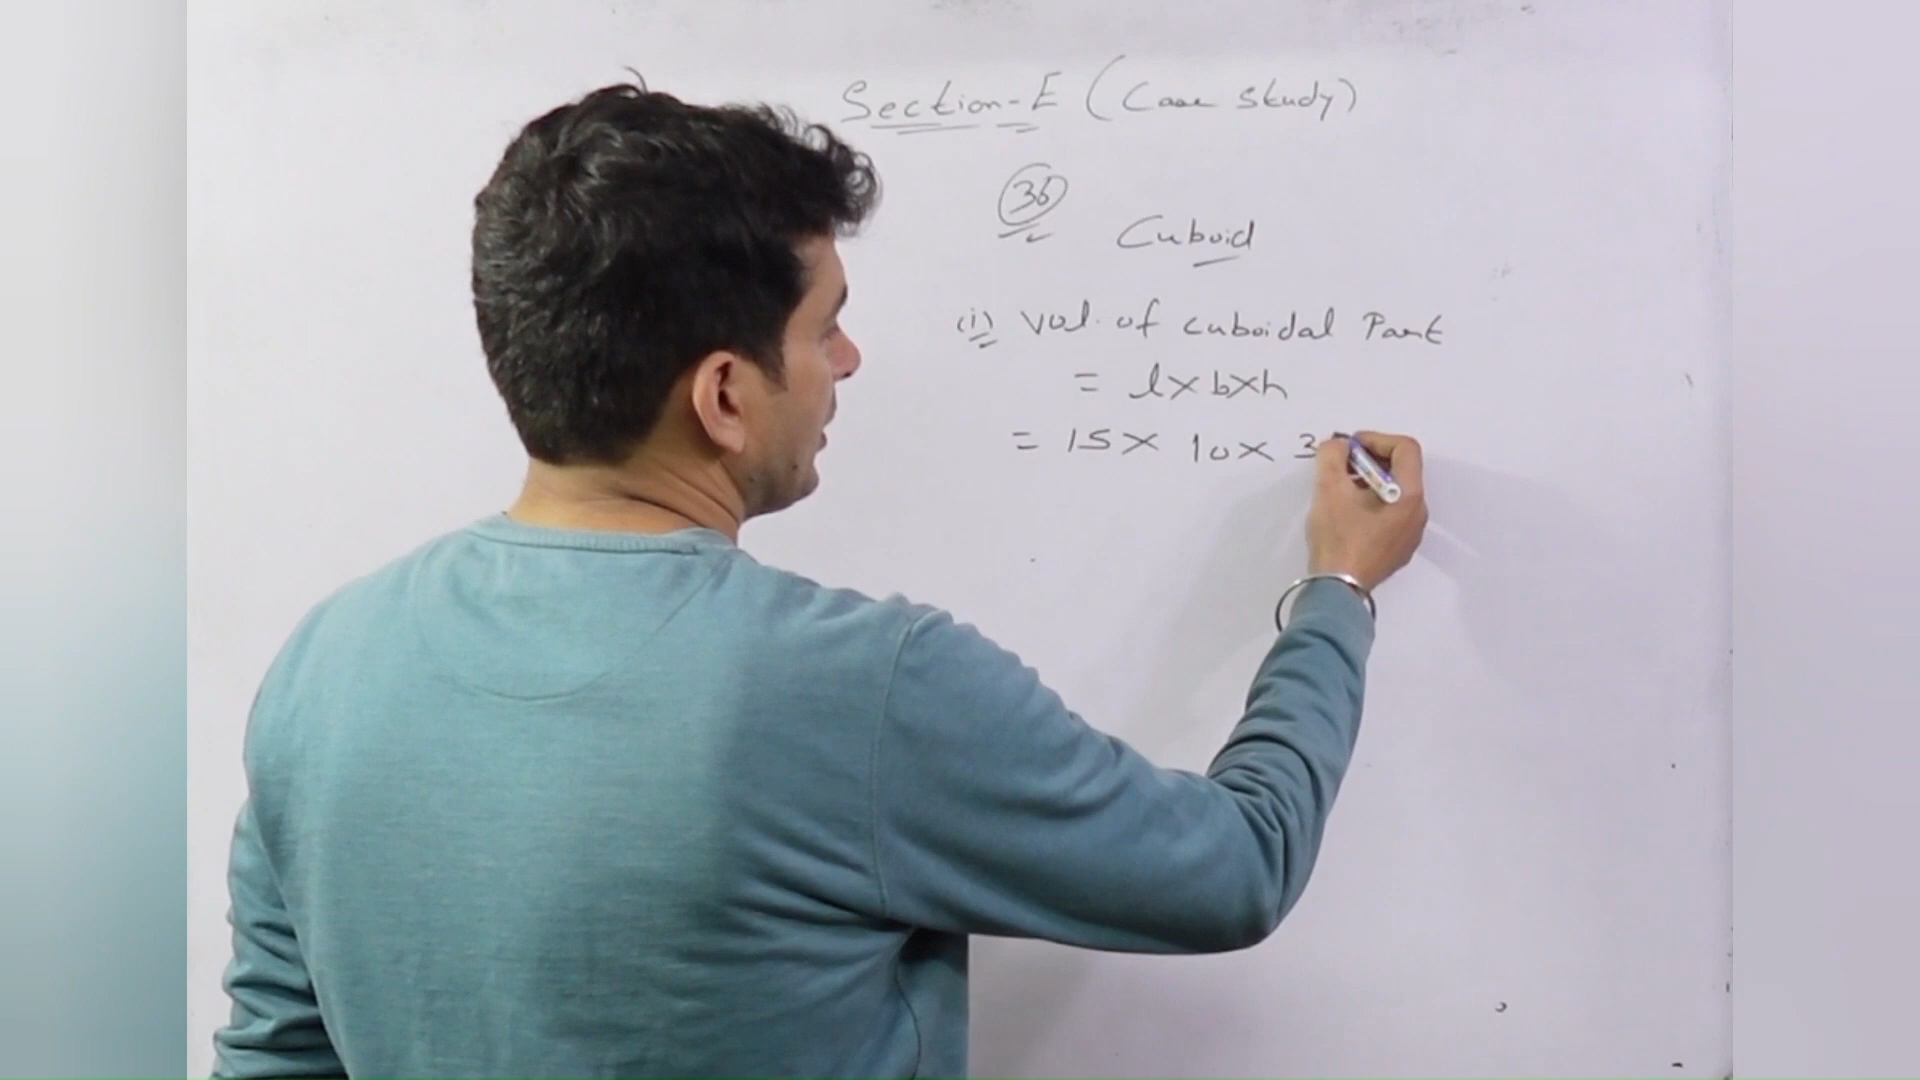 Section-E (Case Study)
36
Cuboid
(i) Vol. of cuboidal Part
= l×b×h
= 15× 10× 3